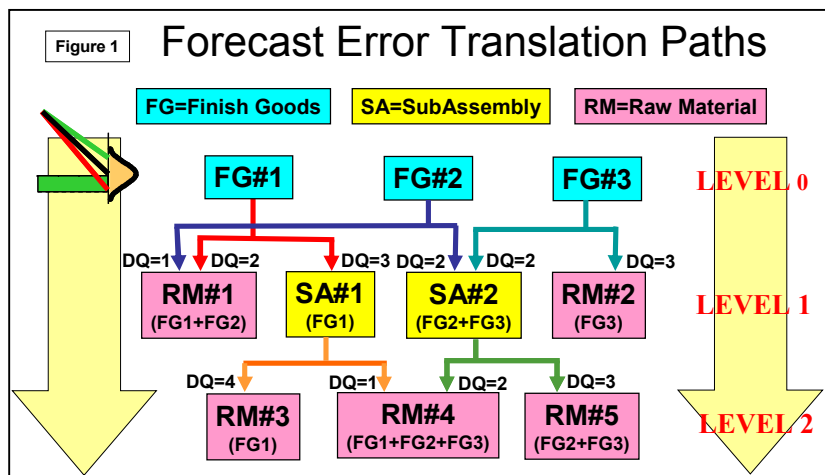 Figure 1
Forecast Error Translation Paths
FG=Finish Goods
SA=SubAssembly
RM=Raw Material
FG#1
FG#2
FG#3
LEVEL 0
DQ=1
DQ=2
DQ=3
DQ=2
DQ=2
DQ=3
RM#1
(FG1+FG2)
SA#1
(FG1)
SA#2
(FG2+FG3)
RM#2
(FG3)
LEVEL 1
DQ=4
DQ=1
DQ=2
DQ=3
RM#3
(FG1)
RM#4
(FG1+FG2+FG3)
RM#5
(FG2+FG3)
LEVEL 2